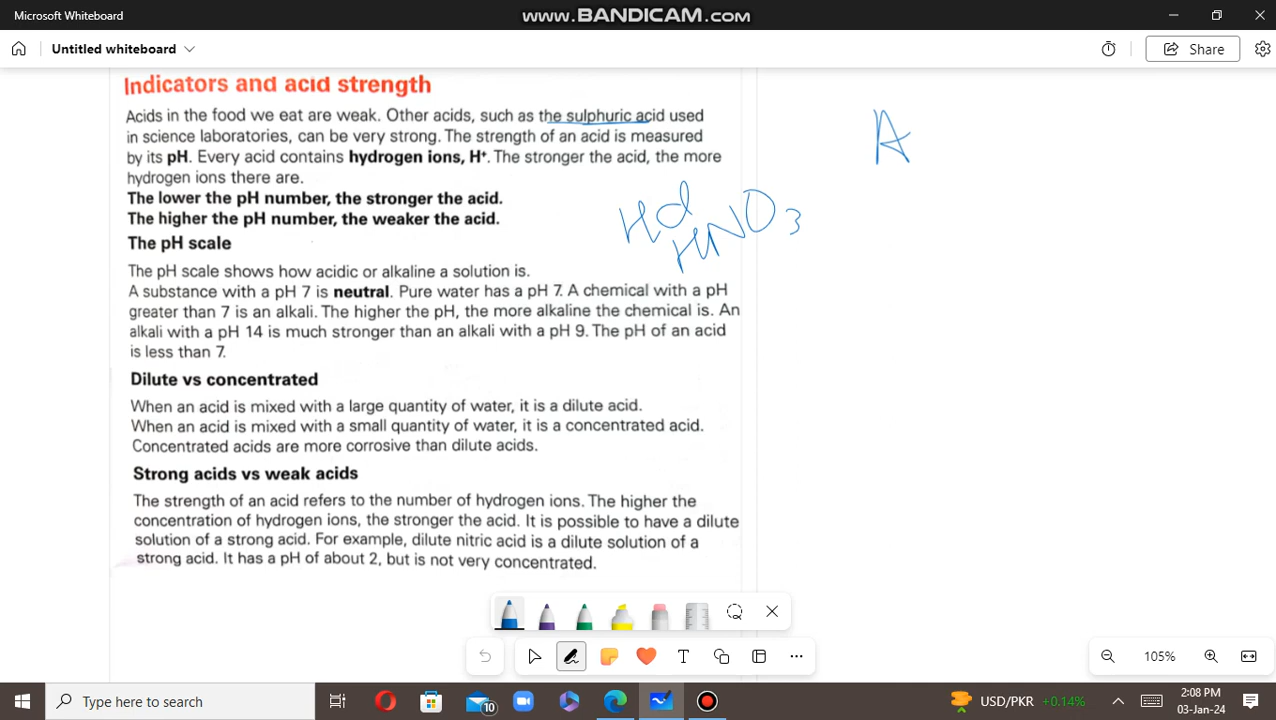 Microsoft Whiteboard
www.BANDICAM.com
Untitled whiteboard
Share
Indicators and acid strength
Acids in the food we eat are weak. Other acids, such as the sulphuric acid used
in science laboratories, can be very strong. The strength of an acid is measured
by its pH. Every acid contains hydrogen ions, H⁺. The stronger the acid, the more
hydrogen ions there are.
The lower the pH number, the stronger the acid.
The higher the pH number, the weaker the acid.
The pH scale
The pH scale shows how acidic or alkaline a solution is.
A substance with a pH 7 is neutral. Pure water has a pH 7. A chemical with a pH
greater than 7 is an alkali. The higher the pH, the more alkaline the chemical is. An
alkali with a pH 14 is much stronger than an alkali with a pH 9. The pH of an acid
is less than 7.
Dilute vs concentrated
When an acid is mixed with a large quantity of water, it is a dilute acid.
When an acid is mixed with a small quantity of water, it is a concentrated acid.
Concentrated acids are more corrosive than dilute acids.
Strong acids vs weak acids
The strength of an acid refers to the number of hydrogen ions. The higher the
concentration of hydrogen ions, the stronger the acid. It is possible to have a dilute
solution of a strong acid. For example, dilute nitric acid is a dilute solution of a
strong acid. It has a pH of about 2, but is not very concentrated.
A
HCl
HNO3
105%
Type here to search
10
USD/PKR +0.14%
2:08 PM
03-Jan-24